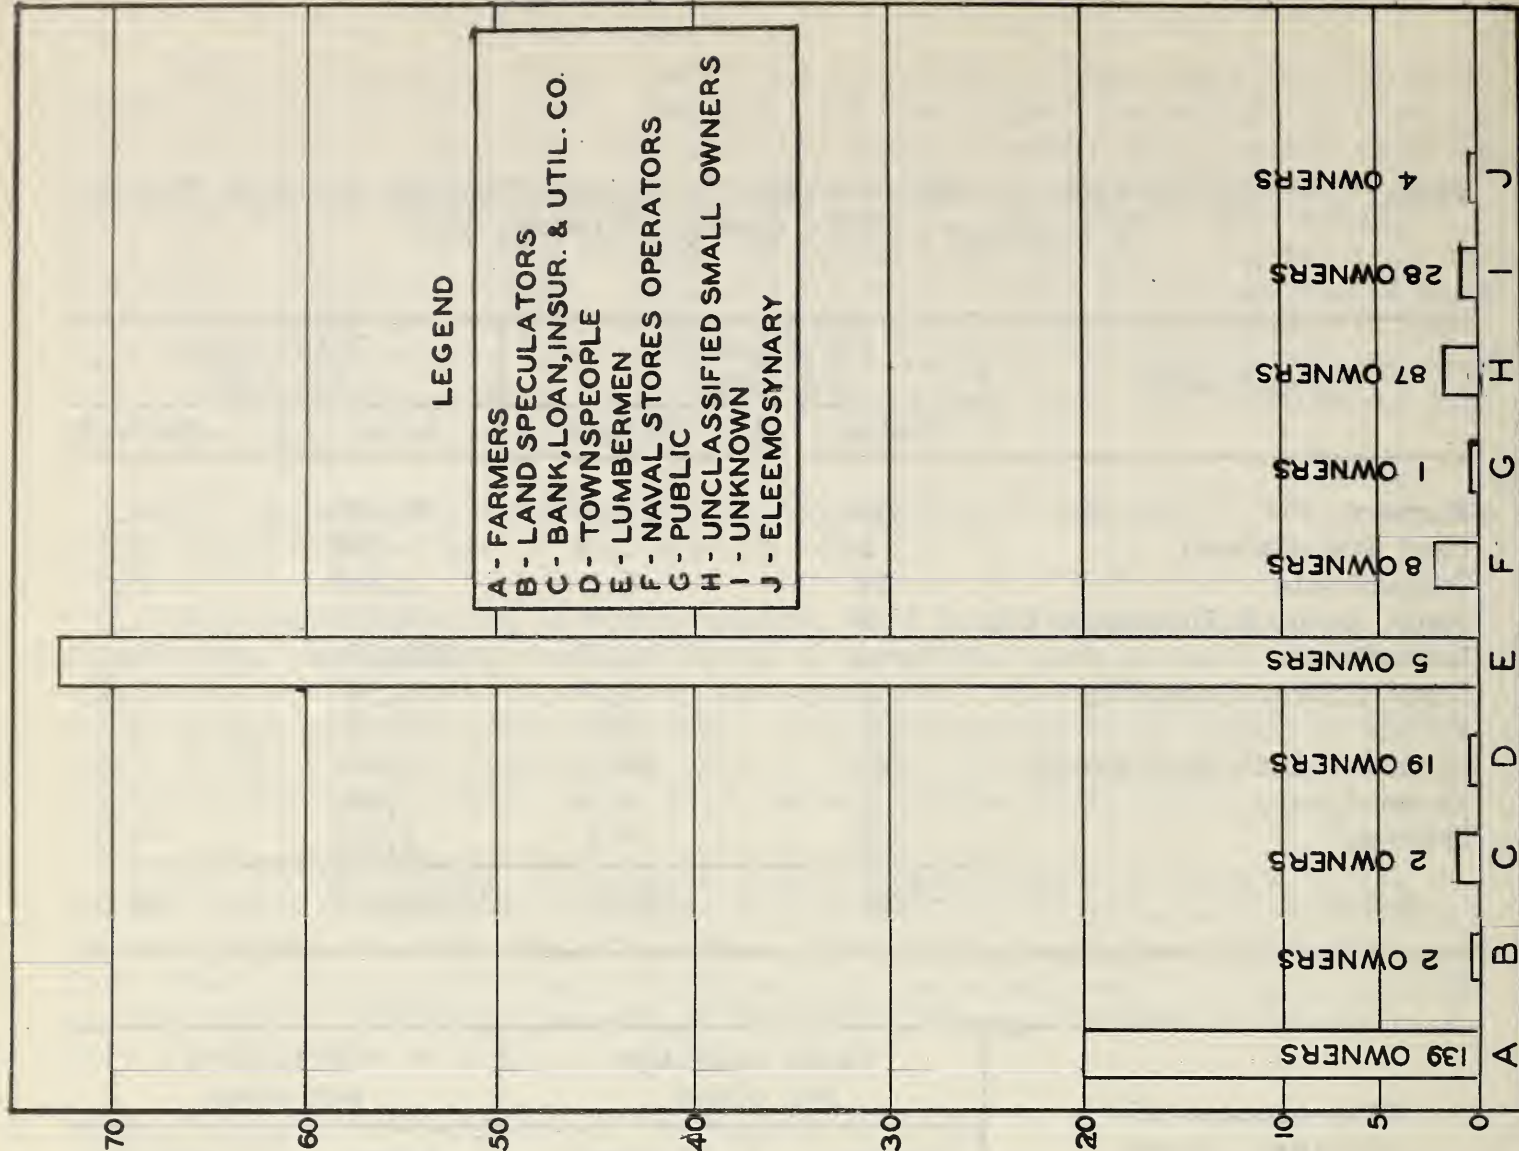 LEGEND
A - FARMERS
B - LAND SPECULATORS
C - BANK, LOAN, INSUR. & UTIL. CO.
D - TOWNSPEOPLE
E - LUMBERMEN
F - NAVAL STORES OPERATORS
G - PUBLIC
H - UNCLASSIFIED SMALL OWNERS
I - UNKNOWN
J - ELEEMOSYNARY
70
60
50
40
30
20
10
5
0
139 OWNERS
2 OWNERS
2 OWNERS
19 OWNERS
5 OWNERS
8 OWNERS
1 OWNERS
87 OWNERS
28 OWNERS
4 OWNERS
A B C D E F G H I J